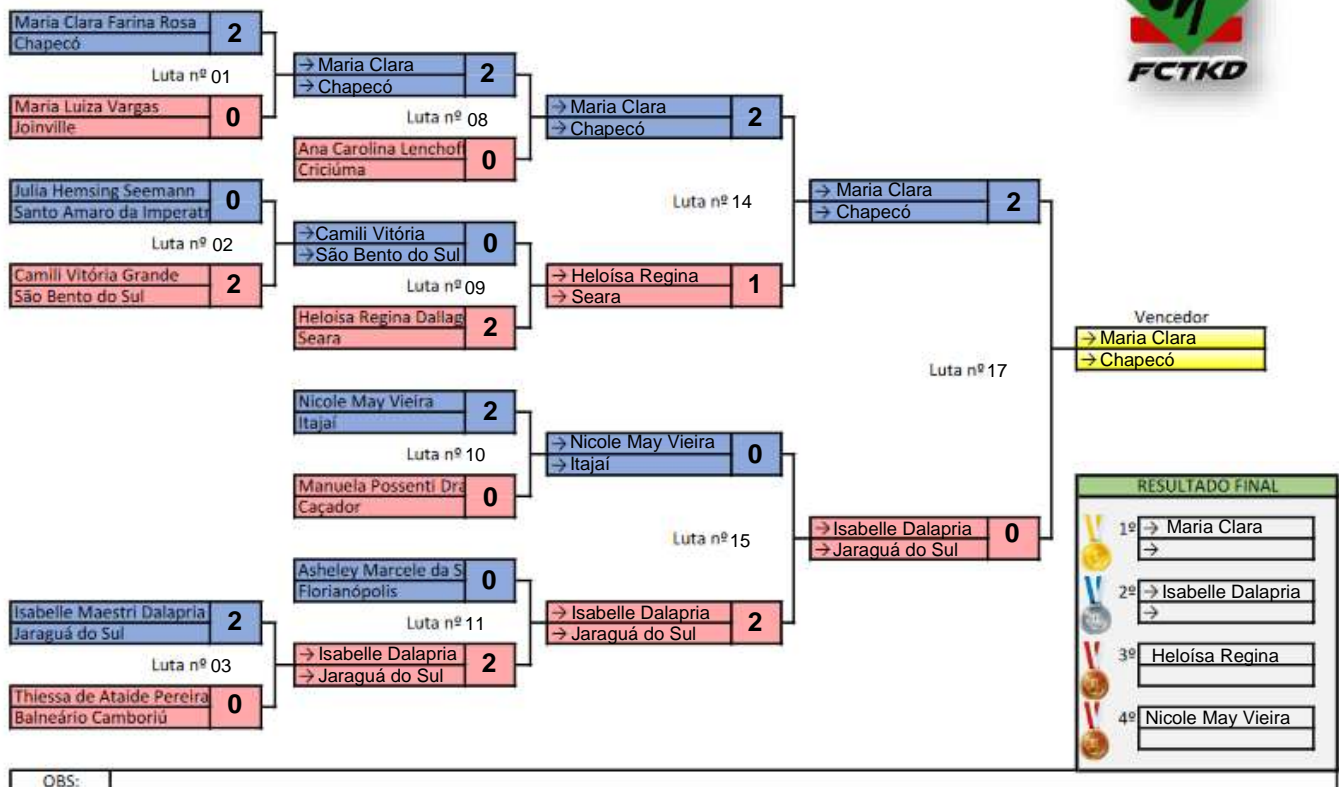 FCTKD
Maria Clara Farina Rosa 2
Chapecó
Luta nº 01
Maria Luiza Vargas 0
Joinville
Julia Hemsing Seemann 0
Santo Amaro da Imperatr
Luta nº 02
Camili Vitória Grande 2
São Bento do Sul
Isabelle Maestri Dalapria 2
Jaraguá do Sul
Luta nº 03
Thiessa de Ataide Pereira 0
Balneário Camboriú
→ Maria Clara 2
→ Chapecó
Luta nº 08
Ana Carolina Lenchoff 0
Criciúma
→ Camili Vitória 0
→ São Bento do Sul
Luta nº 09
Heloísa Regina Dallag 2
Seara
Nicole May Vieira 2
Itajaí
Luta nº 10
Manuela Possenti Dra 0
Caçador
Asheley Marcele da S 0
Florianópolis
Luta nº 11
→ Isabelle Dalapria 2
→ Jaraguá do Sul
→ Maria Clara 2
→ Chapecó
Luta nº 14
→ Heloísa Regina 1
→ Seara
→ Nicole May Vieira 0
→ Itajaí
Luta nº 15
→ Isabelle Dalapria 2
→ Jaraguá do Sul
→ Maria Clara 2
→ Chapecó
Luta nº 17
→ Isabelle Dalapria 0
→ Jaraguá do Sul
Vencedor
→ Maria Clara
→ Chapecó
RESULTADO FINAL
1º → Maria Clara
→
2º → Isabelle Dalapria
→
3º Heloísa Regina
4º Nicole May Vieira
OBS: